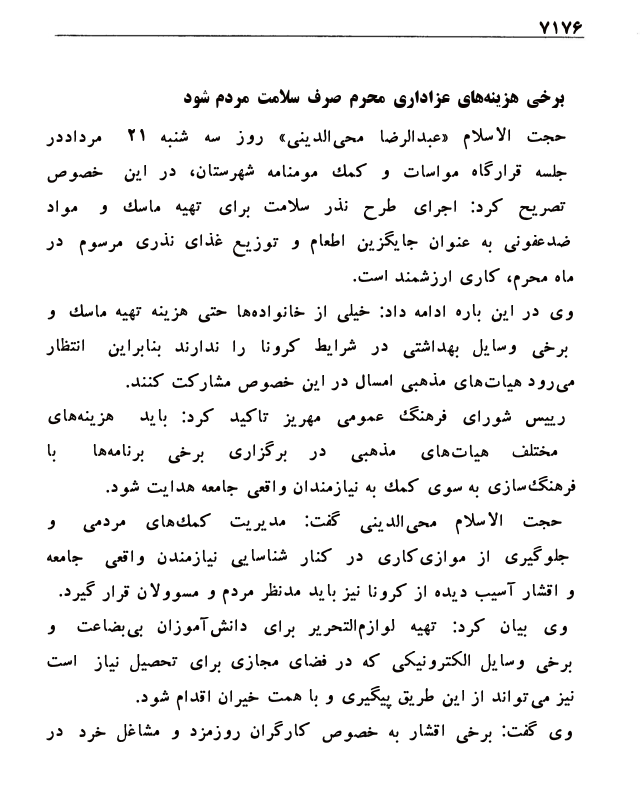 ۷۱۷۶
برخی هزینه‌های عزاداری محرم صرف سلامت مردم شود
حجت الاسلام «عبدالرضا محی‌الدینی» روز سه شنبه ۲۱ مرداددر
جلسه قرارگاه مواسات و کمک مومنامه شهرستان، در این خصوص
تصریح کرد: اجرای طرح نذر سلامت برای تهیه ماسک و مواد
ضدعفونی به عنوان جایگزین اطعام و توزیع غذای نذری مرسوم در
ماه محرم، کاری ارزشمند است.
وی در این باره ادامه داد: خیلی از خانواده‌ها حتی هزینه تهیه ماسک و
برخی وسایل بهداشتی در شرایط کرونا را ندارند بنابراین انتظار
می‌رود هیات‌های مذهبی امسال در این خصوص مشارکت کنند.
رییس شورای فرهنگ عمومی مهریز تاکید کرد: باید هزینه‌های
مختلف هیات‌های مذهبی در برگزاری برخی برنامه‌ها با
فرهنگ‌سازی به سوی کمک به نیازمندان واقعی جامعه هدایت شود.
حجت الاسلام محی‌الدینی گفت: مدیریت کمک‌های مردمی و
جلوگیری از موازی‌کاری در کنار شناسایی نیازمندن واقعی جامعه
و اقشار آسیب دیده از کرونا نیز باید مدنظر مردم و مسوولان قرار گیرد.
وی بیان کرد: تهیه لوازم‌التحریر برای دانش‌آموزان بی‌بضاعت و
برخی وسایل الکترونیکی که در فضای مجازی برای تحصیل نیاز است
نیز می‌تواند از این طریق پیگیری و با همت خیران اقدام شود.
وی گفت: برخی اقشار به خصوص کارگران روزمزد و مشاغل خرد در